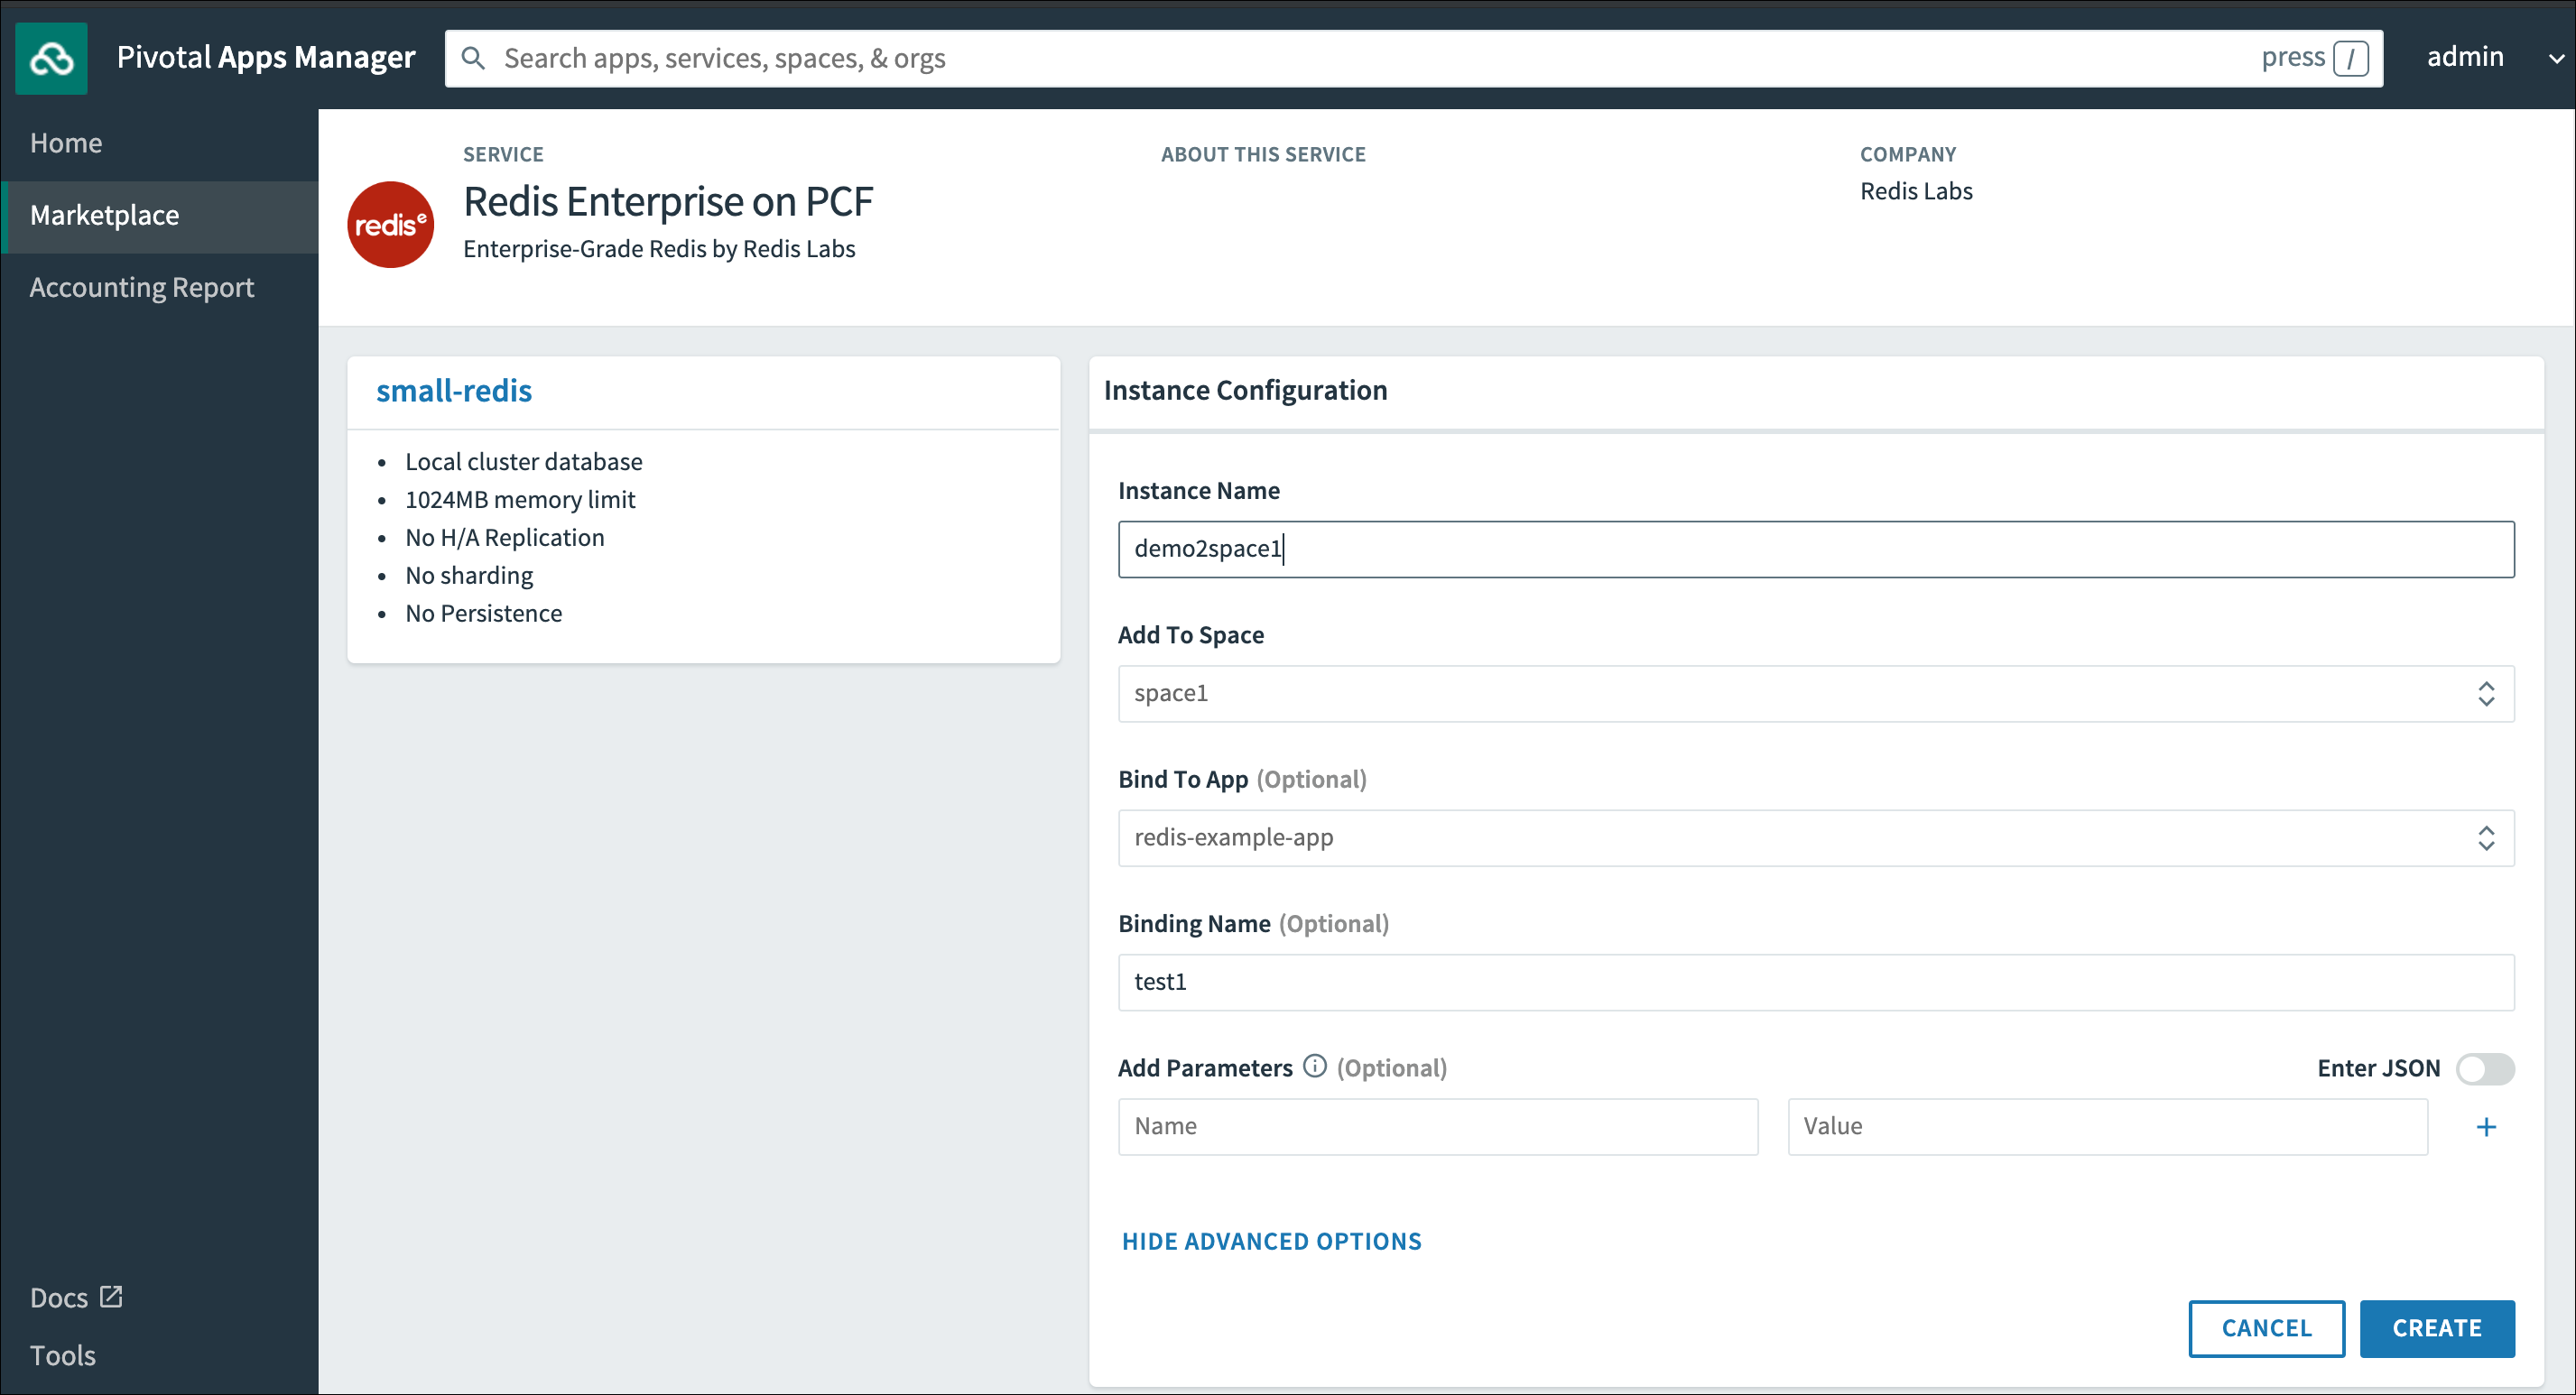 Pivotal Apps Manager
Search apps, services, spaces, & orgs
press /
admin
Home
Marketplace
Accounting Report
Docs
Tools
redise
SERVICE
Redis Enterprise on PCF
Enterprise-Grade Redis by Redis Labs
ABOUT THIS SERVICE
COMPANY
Redis Labs
small-redis
• Local cluster database
• 1024MB memory limit
• No H/A Replication
• No sharding
• No Persistence
Instance Configuration
Instance Name
demo2space1
Add To Space
space1
Bind To App (Optional)
redis-example-app
Binding Name (Optional)
test1
Add Parameters (Optional)
Enter JSON
Name
Value
+
HIDE ADVANCED OPTIONS
CANCEL
CREATE